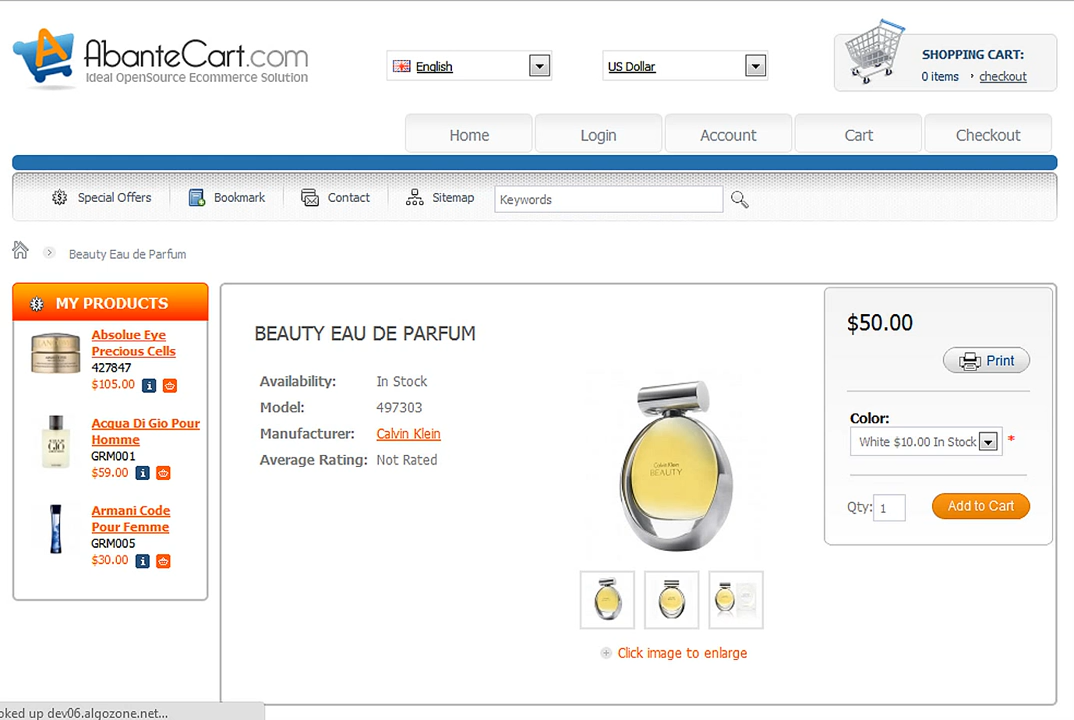 AbanteCart.com
Ideal OpenSource Ecommerce Solution
English
US Dollar
SHOPPING CART:
0 items checkout
Home Login Account Cart Checkout
Special Offers Bookmark Contact Sitemap Keywords
Beauty Eau de Parfum
MY PRODUCTS
Absolue Eye
Precious Cells
427847
$105.00
Acqua Di Gio Pour
Homme
GRM001
$59.00
Armani Code
Pour Femme
GRM005
$30.00
BEAUTY EAU DE PARFUM
Availability: In Stock
Model: 497303
Manufacturer: Calvin Klein
Average Rating: Not Rated
Calvin Klein
BEAUTY
Click image to enlarge
$50.00
Print
Color:
White $10.00 In Stock *
Qty: 1 Add to Cart
oked up dev06.algozone.net...